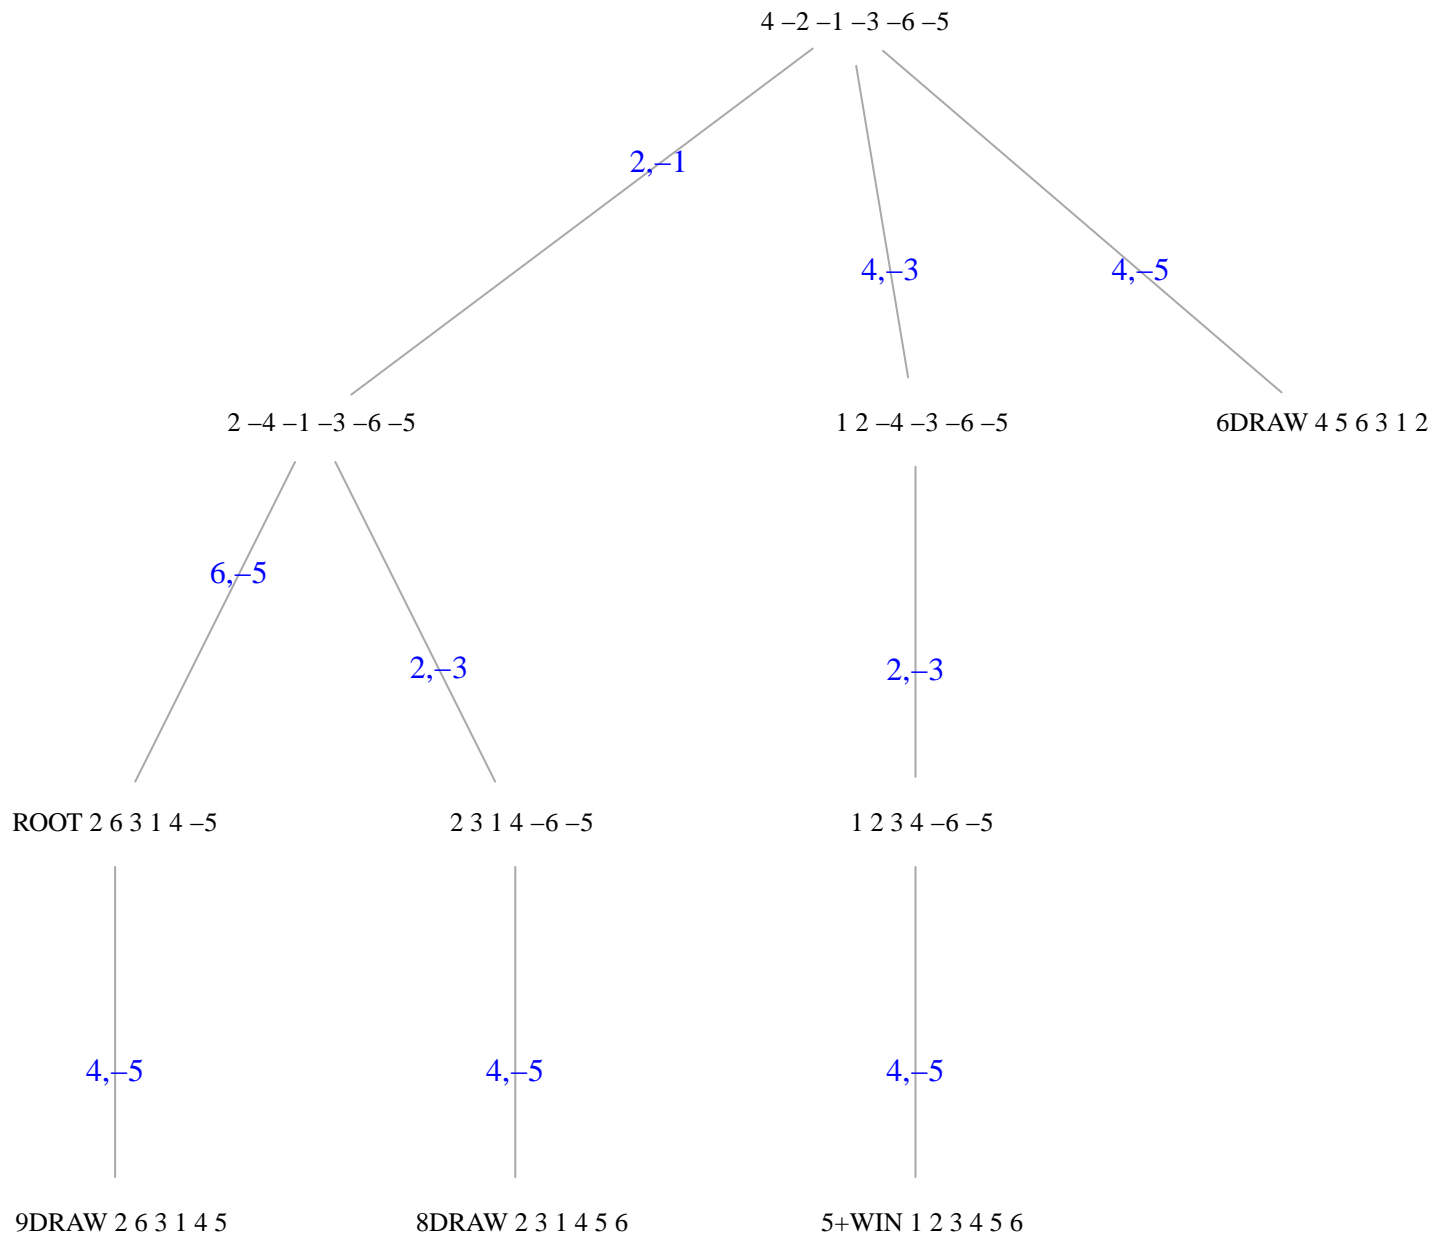 4 –2 –1 –3 –6 –5
2,–1
4,–3
4,–5
2 –4 –1 –3 –6 –5
1 2 –4 –3 –6 –5
6DRAW 4 5 6 3 1 2
6,–5
2,–3
2,–3
ROOT 2 6 3 1 4 –5
2 3 1 4 –6 –5
1 2 3 4 –6 –5
4,–5
4,–5
4,–5
9DRAW 2 6 3 1 4 5
8DRAW 2 3 1 4 5 6
5+WIN 1 2 3 4 5 6